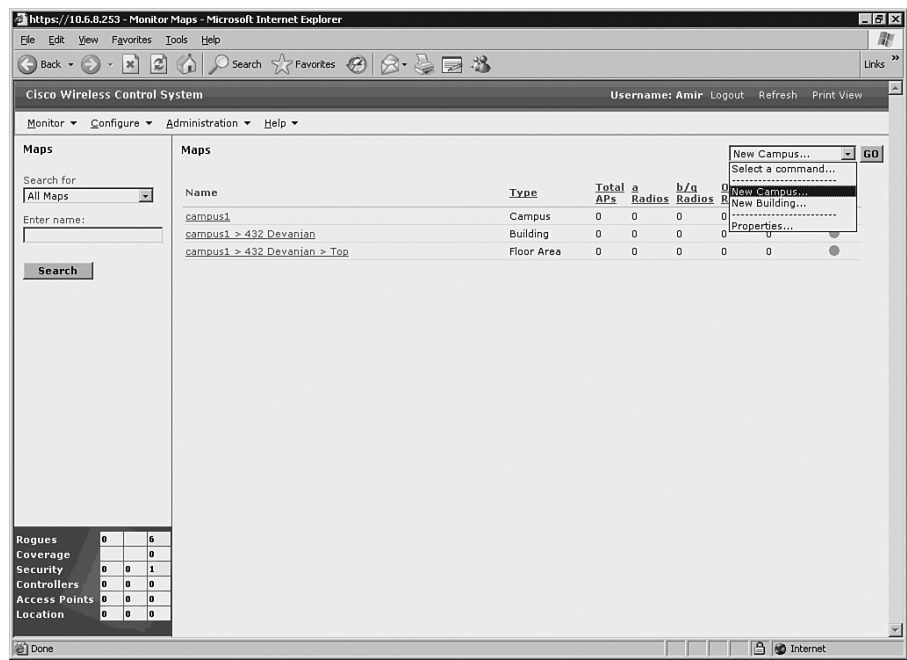 https://10.6.8.253 - Monitor Maps - Microsoft Internet Explorer
File Edit View Favorites Tools Help
Back Search Favorites Links »
Cisco Wireless Control System Username: Amir Logout Refresh Print View
Monitor Configure Administration Help
Maps
Search for
All Maps
Enter name:
Search
Maps
New Campus... GO
Select a command...
------------------------
New Campus...
New Building...
------------------------
Properties...
Name Type Total APs a Radios b/g Radios
campus1 Campus 0 0 0 0
campus1 > 432 Devanjan Building 0 0 0 0 0
campus1 > 432 Devanjan > Top Floor Area 0 0 0 0 0
Rogues 0 6
Coverage 0
Security 0 0 1
Controllers 0 0 0
Access Points 0 0 0
Location 0 0 0
Done Internet